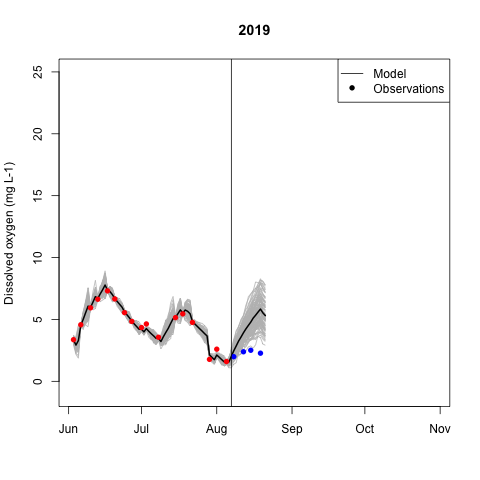 2019
Model
Observations
Dissolved oxygen (mg L-1)
25
20
15
10
5
0
Jun Jul Aug Sep Oct Nov